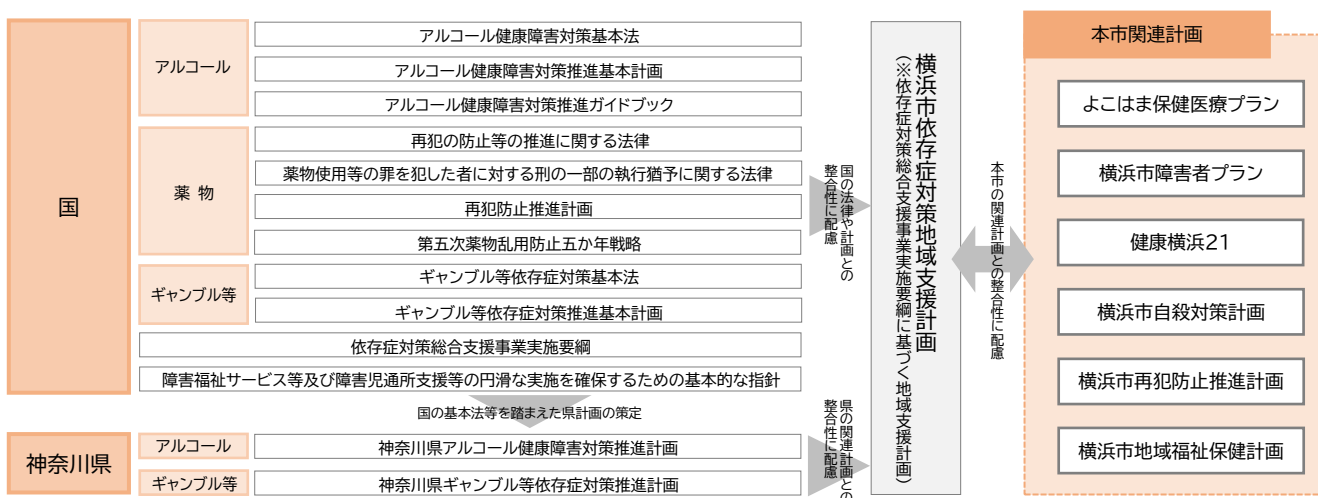 国
アルコール
アルコール健康障害対策基本法
アルコール健康障害対策推進基本計画
アルコール健康障害対策推進ガイドブック
薬 物
再犯の防止等の推進に関する法律
薬物使用等の罪を犯した者に対する刑の一部の執行猶予に関する法律
再犯防止推進計画
第五次薬物乱用防止五か年戦略
ギャンブル等
ギャンブル等依存症対策基本法
ギャンブル等依存症対策推進基本計画
依存症対策総合支援事業実施要綱
障害福祉サービス等及び障害児通所支援等の円滑な実施を確保するための基本的な指針
国の基本法等を踏まえた県計画の策定
神奈川県
アルコール
神奈川県アルコール健康障害対策推進計画
ギャンブル等
神奈川県ギャンブル等依存症対策推進計画
国の法律や計画との
整合性に配慮
県の関連計画との
整合性に配慮
横浜市依存症対策地域支援計画
(※依存症対策総合支援事業実施要綱に基づく地域支援計画)
本市の関連計画との整合性に配慮
本市関連計画
よこはま保健医療プラン
横浜市障害者プラン
健康横浜21
横浜市自殺対策計画
横浜市再犯防止推進計画
横浜市地域福祉保健計画